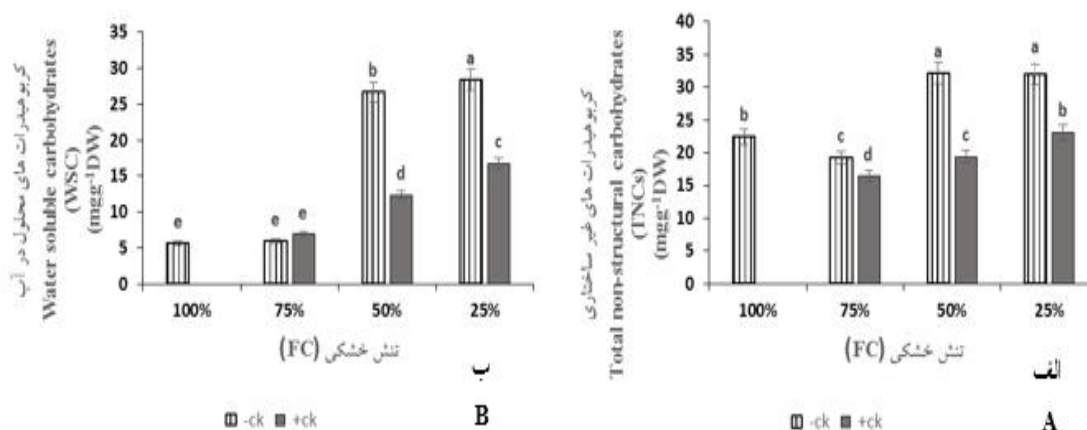 کربوهیدرات های محلول در آب
Water soluble carbohydrates
(WSC)
(mgg-1DW)
35
30
25
20
15
10
5
0
e
e
e
b
d
a
c
100%
75%
50%
25%
تنش خشکی (FC)
ب
-ck
+ck
B
کربوهیدرات های غیر ساختاری
Total non-structural carbohydrates
(TNCs)
(mgg-1DW)
40
35
30
25
20
15
10
5
0
b
c
d
a
c
a
b
100%
75%
50%
25%
تنش خشکی (FC)
الف
-ck
+ck
A